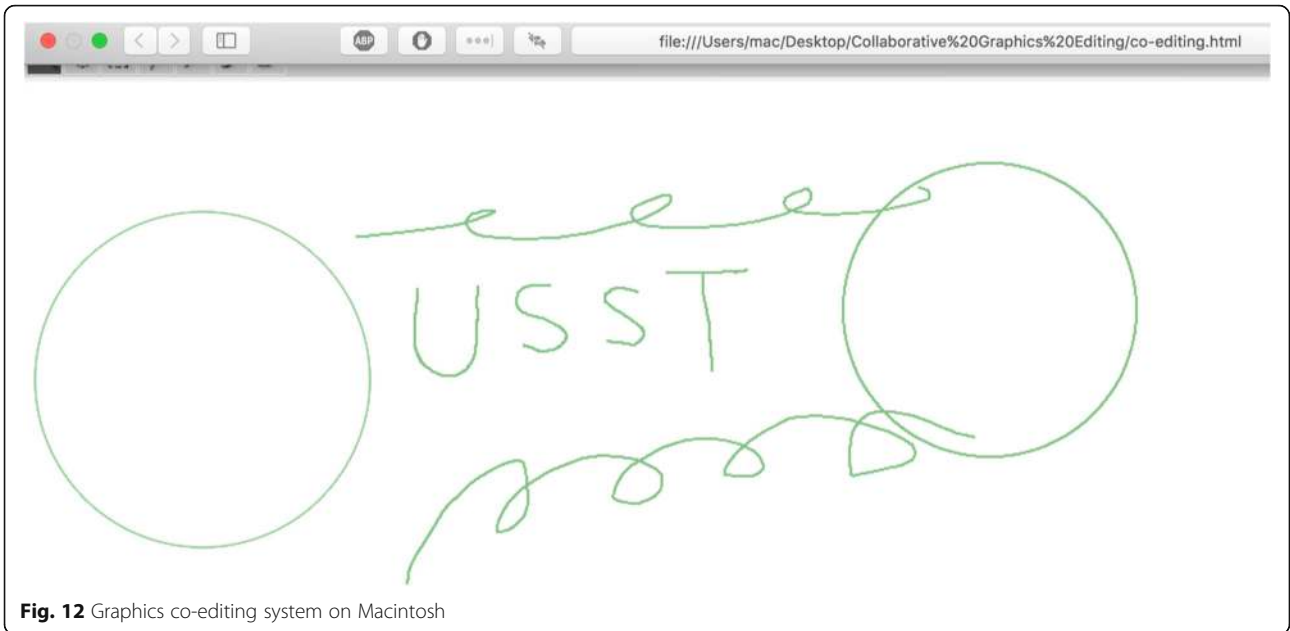 ABP
file:///Users/mac/Desktop/Collaborative%20Graphics%20Editing/co-editing.html
USST
Fig. 12 Graphics co-editing system on Macintosh